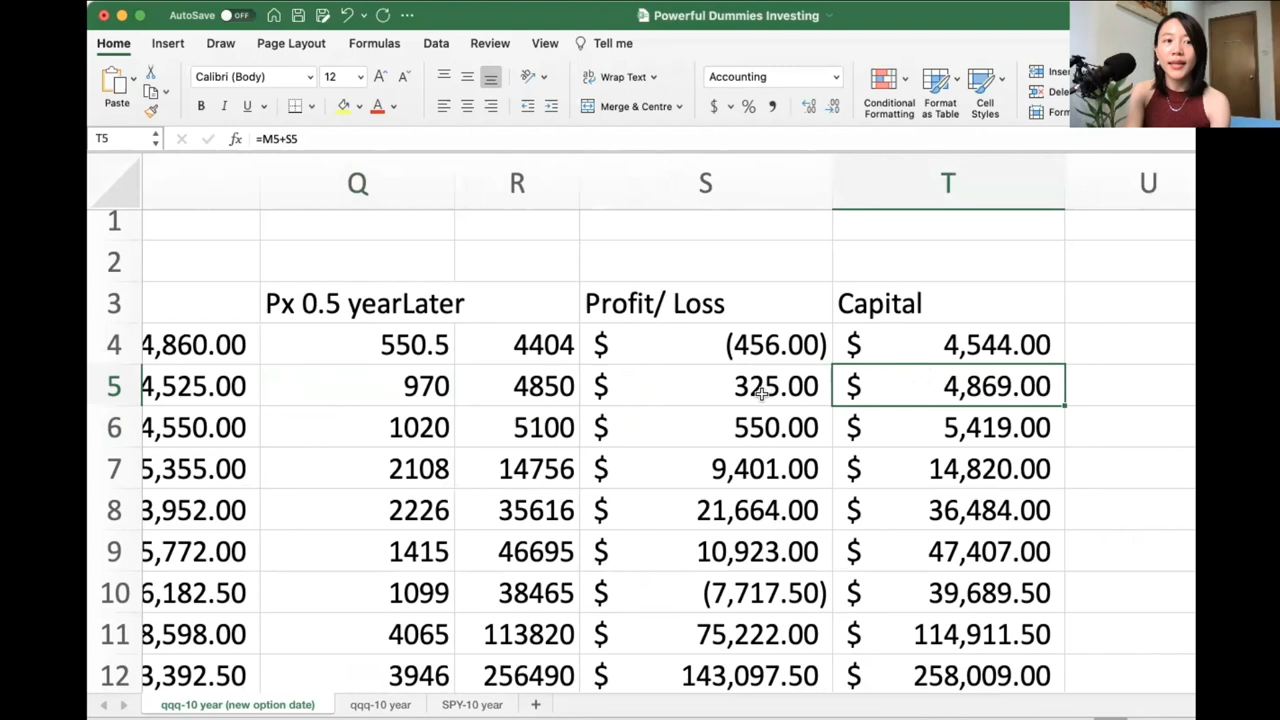 AutoSave OFF Powerful Dummies Investing
Home Insert Draw Page Layout Formulas Data Review View Tell me
Calibri (Body) 12 A^ A˅ Wrap Text Accounting
Paste B I U A Merge & Centre $ % Conditional Formatting Format as Table Cell Styles
T5 fx =M5+S5
Q R S T U
1
2
3 Px 0.5 yearLater Profit/ Loss Capital
4 4,860.00 550.5 4404 $ (456.00) $ 4,544.00
5 4,525.00 970 4850 $ 325.00 $ 4,869.00
6 4,550.00 1020 5100 $ 550.00 $ 5,419.00
7 5,355.00 2108 14756 $ 9,401.00 $ 14,820.00
8 3,952.00 2226 35616 $ 21,664.00 $ 36,484.00
9 5,772.00 1415 46695 $ 10,923.00 $ 47,407.00
10 6,182.50 1099 38465 $ (7,717.50) $ 39,689.50
11 8,598.00 4065 113820 $ 75,222.00 $ 114,911.50
12 3,392.50 3946 256490 $ 143,097.50 $ 258,009.00
qqq-10 year (new option date) qqq-10 year SPY-10 year +